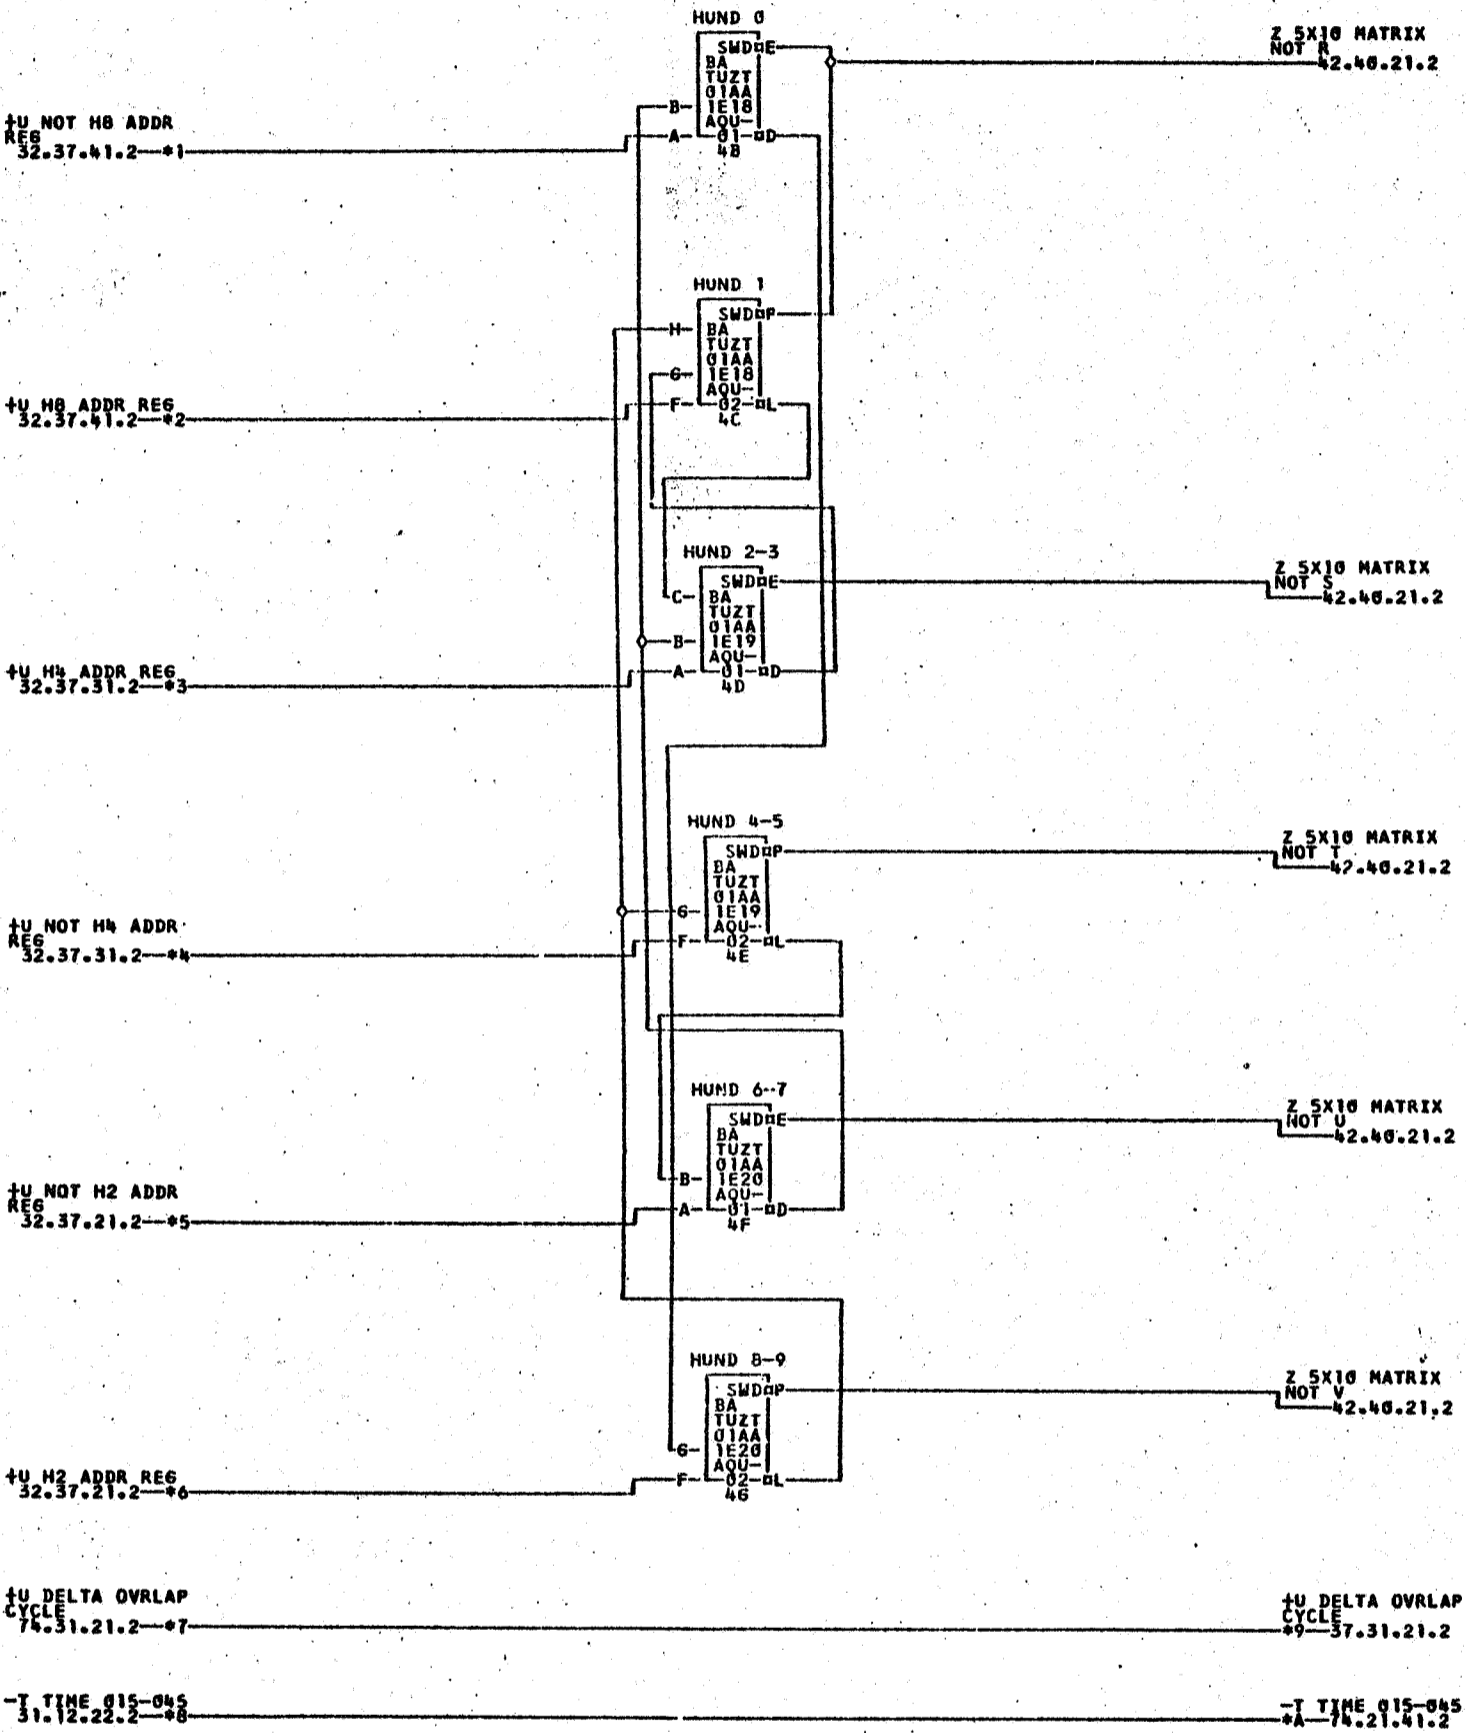 HUND 0
SWD E
BA
TUZT
01AA
B 1E18
AQU-
A 01 D
4B
Z 5X10 MATRIX
NOT R
42.40.21.2
+U NOT H8 ADDR
REG
32.37.41.2—*1
HUND 1
SWD P
H BA
TUZT
01AA
G 1E18
AQU-
F 02 L
4C
+U H8 ADDR REG
32.37.41.2—*2
HUND 2-3
SWD E
C BA
TUZT
01AA
B 1E19
AQU-
A 01 D
4D
Z 5X10 MATRIX
NOT S
42.40.21.2
+U H4 ADDR REG
32.37.31.2—*3
HUND 4-5
SWD P
BA
TUZT
01AA
G 1E19
AQU-
F 02 L
4E
Z 5X10 MATRIX
NOT T
42.40.21.2
+U NOT H4 ADDR
REG
32.37.31.2—*4
HUND 6-7
SWD E
BA
TUZT
01AA
B 1E20
AQU-
A 01 D
4F
Z 5X10 MATRIX
NOT U
42.40.21.2
+U NOT H2 ADDR
REG
32.37.21.2—*5
HUND 8-9
SWD P
BA
TUZT
01AA
G 1E20
AQU-
F 02 L
4G
Z 5X10 MATRIX
NOT V
42.40.21.2
+U H2 ADDR REG
32.37.21.2—*6
+U DELTA OVRLAP
CYCLE
74.31.21.2—*7
+U DELTA OVRLAP
CYCLE
*9—37.31.21.2
-T TIME 015-045
31.12.22.2—*8
-T TIME 015-045
*A—74.21.41.2